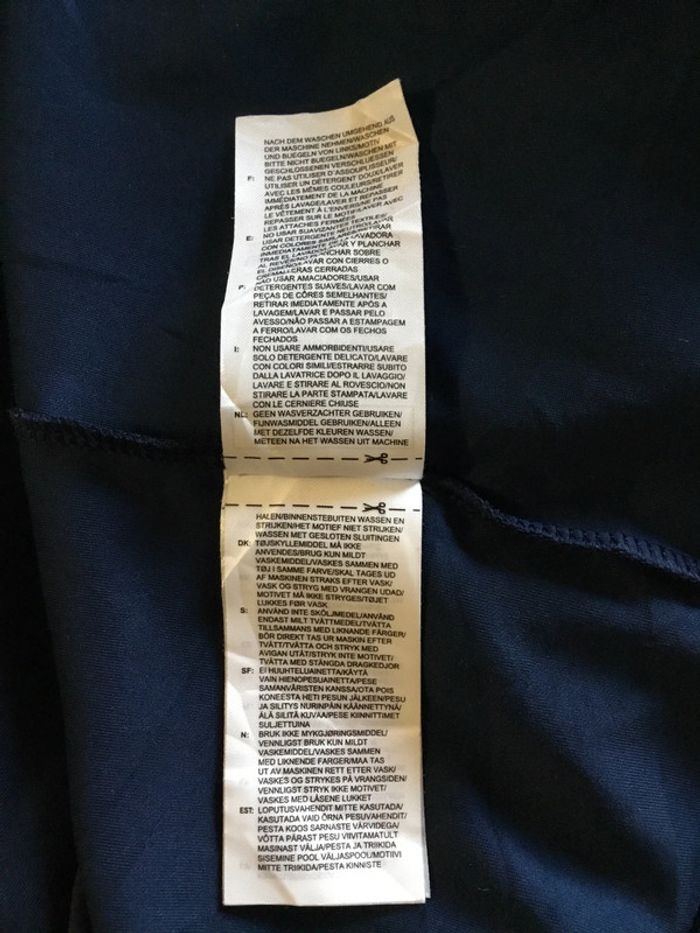 NACH DEM WASCHEN UMGEHEND AUS
DER MASCHINE NEHMEN/WASCHEN
UND BUEGELN VON LINKS/MOTIV
BITTE NICHT BUEGELN/WASCHEN MIT
GESCHLOSSENEN VERSCHLUESSEN
F: NE PAS UTILISER D'ASSOUPLISSEUR/
UTILISER UN DÉTERGENT DOUX/LAVER
AVEC LES MÊMES COULEURS/RETIRER
IMMÉDIATEMENT DE LA MACHINE
APRÈS LAVAGE/LAVER ET REPASSER
LE VÊTEMENT À L'ENVERS/NE PAS
REPASSER SUR LE MOTIF/LAVER AVEC
LES ATTACHES FERMÉES
E: NO USAR SUAVIZANTES TEXTILES/
USAR DETERGENTE NEUTRO/LAVAR
CON COLORES SIMILARES/RETIRAR
INMEDIATAMENTE LAVADORA
TRAS EL LAVADO/ Y PLANCHAR
AL REVES/NO PLANCHAR SOBRE
EL DISEÑO/LAVAR CON CIERRES O
CREMALLERAS CERRADAS
P: NÃO USAR AMACIADORES/USAR
DETERGENTES SUAVES/LAVAR COM
PEÇAS DE CÔRES SEMELHANTES/
RETIRAR IMEDIATAMENTE APÓS A
LAVAGEM/LAVAR E PASSAR PELO
AVESSO/NÃO PASSAR A ESTAMPAGEM
A FERRO/LAVAR COM OS FECHOS
FECHADOS
I: NON USARE AMMORBIDENTI/USARE
SOLO DETERGENTE DELICATO/LAVARE
CON COLORI SIMILI/ESTRARRE SUBITO
DALLA LAVATRICE DOPO IL LAVAGGIO/
LAVARE E STIRARE AL ROVESCIO/NON
STIRARE LA PARTE STAMPATA/LAVARE
CON LE CERNIERE CHIUSE
NL: GEEN WASVERZACHTER GEBRUIKEN/
FIJNWASMIDDEL GEBRUIKEN/ALLEEN
MET DEZELFDE KLEUREN WASSEN/
METEEN NA HET WASSEN UIT MACHINE
HALEN/BINNENSTEBUITEN WASSEN EN
STRIJKEN/HET MOTIEF NIET STRIJKEN/
WASSEN MET GESLOTEN SLUITINGEN
DK: TØJSKYLLEMIDDEL MÅ IKKE
ANVENDES/BRUG KUN MILDT
VASKEMIDDEL/VASKES SAMMEN MED
TØJ I SAMME FARVE/SKAL TAGES UD
AF MASKINEN STRAKS EFTER VASK/
VASK OG STRYG MED VRANGEN UDAD/
MOTIVET MÅ IKKE STRYGES/TØJET
LUKKES FØR VASK
S: ANVÄND INTE SKÖLJMEDEL/ANVÄND
ENDAST MILT TVÄTTMEDEL/TVÄTTA
TILLSAMMANS MED LIKNANDE FÄRGER/
BÖR DIREKT TAS UR MASKIN EFTER
TVÄTT/TVÄTTA OCH STRYK MED
AVIGAN UTÅT/STRYK INTE MOTIVET/
TVÄTTA MED STÄNGDA DRAGKEDJOR
SF: EI HUUHTELUAINETTA/KÄYTÄ
VAIN HIENOPESUAINETTA/PESE
SAMANVÄRISTEN KANSSA/OTA POIS
KONEESTA HETI PESUN JÄLKEEN/PESU
JA SILITYS NURINPÄIN KÄÄNNETTYNÄ/
ÄLÄ SILITÄ KUVAA/PESE KIINNITTIMET
SULJETTUINA
N: BRUK IKKE MYKGJØRINGSMIDDEL/
VENNLIGST BRUK KUN MILDT
VASKEMIDDEL/VASKES SAMMEN
MED LIKNENDE FARGER/MAA TAS
UT AV MASKINEN RETT ETTER VASK/
VASKES OG STRYKES PÅ VRANGSIDEN/
VENNLIGST STRYK IKKE MOTIVET/
VASKES MED LÅSENE LUKKET
EST: LOPUTUSVAHENDIT MITTE KASUTADA/
KASUTADA VAID ÕRNA PESUVAHENDIT/
PESTA KOOS SARNASTE VÄRVIDEGA/
VÕTTA PÄRAST PESU VIIVITAMATULT
MASINAST VÄLJA/PESTA JA TRIIKIDA
SISEMINE POOL VÄLJASPOOL/MOTIIVI
MITTE TRIIKIDA/PESTA KINNISTE